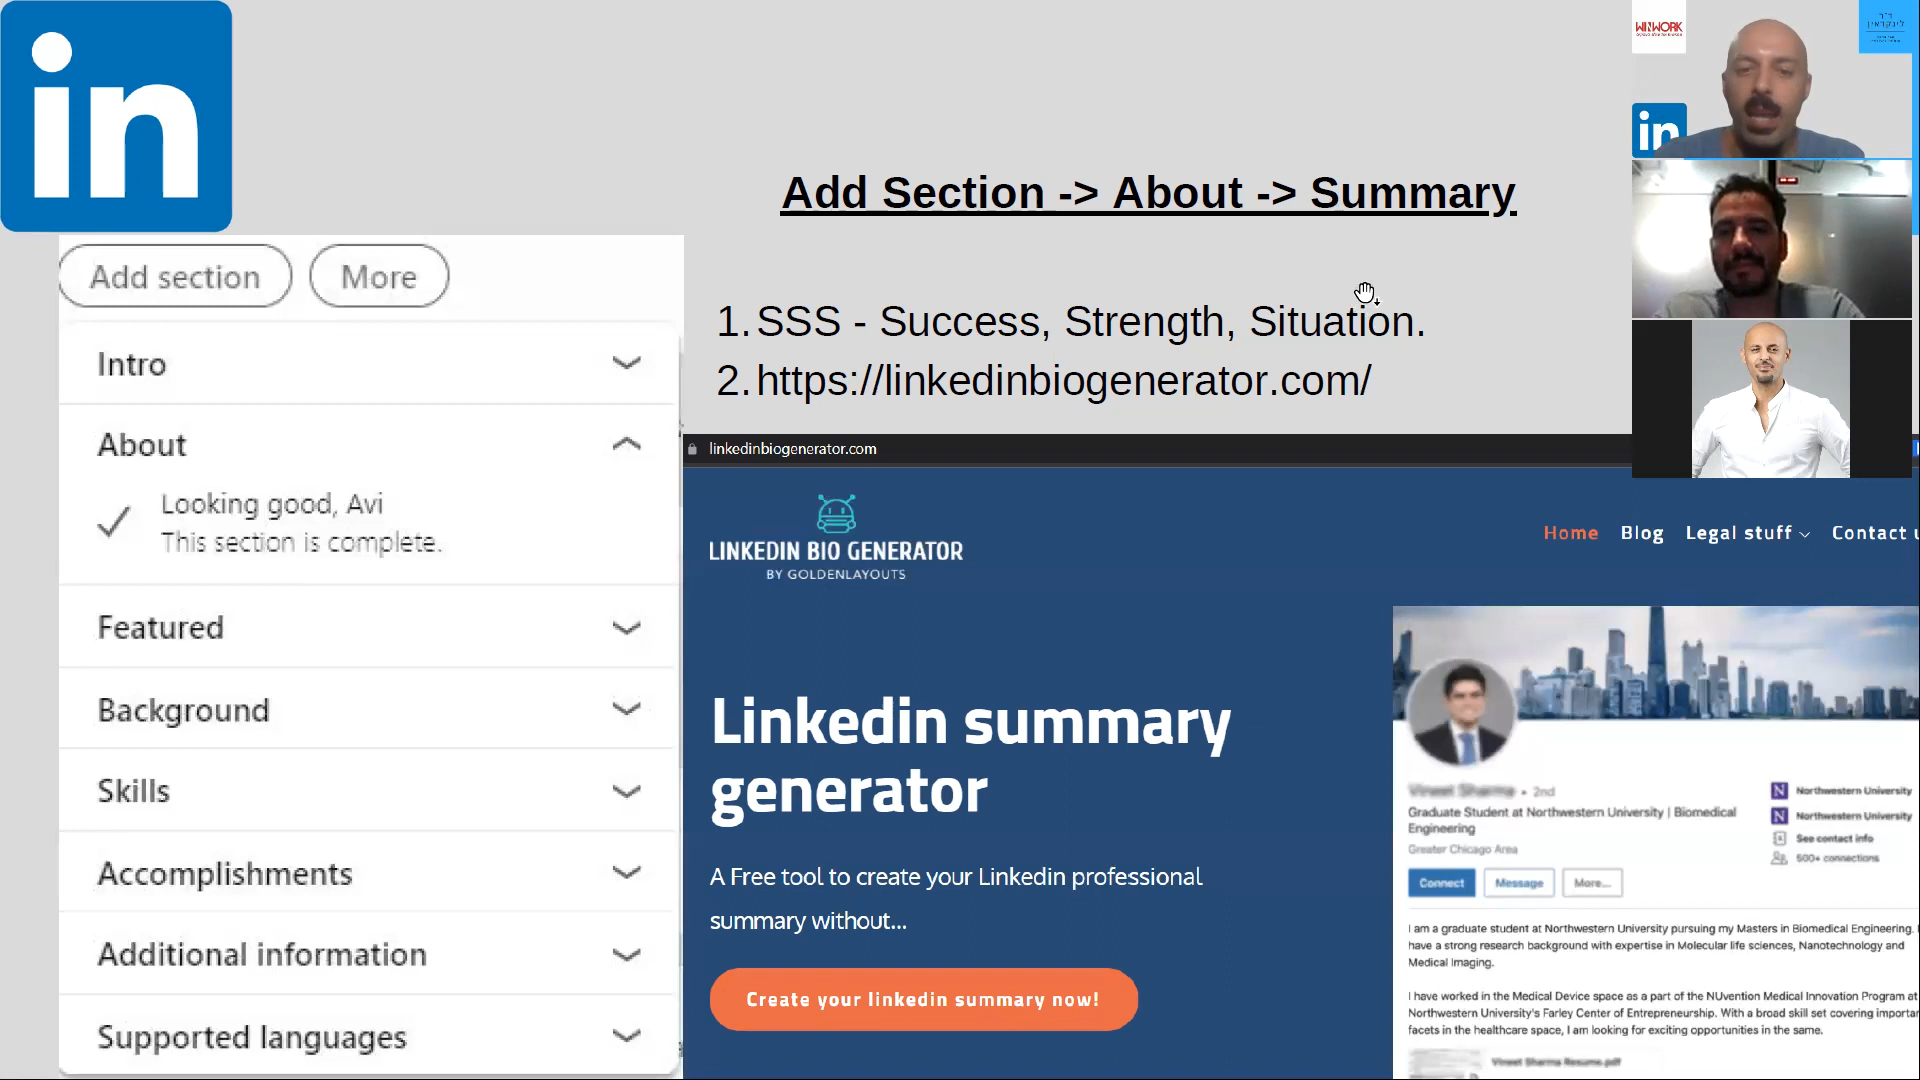 in
Add Section -> About -> Summary
1. SSS - Success, Strength, Situation.
2. https://linkedinbiogenerator.com/
Add section
More
Intro
About
Looking good, Avi
This section is complete.
Featured
Background
Skills
Accomplishments
Additional information
Supported languages
linkedinbiogenerator.com
LINKEDIN BIO GENERATOR
BY GOLDENLAYOUTS
Home Blog Legal stuff Contact u
Linkedin summary
generator
A Free tool to create your Linkedin professional
summary without...
Create your linkedin summary now!
• 2nd
Graduate Student at Northwestern University | Biomedical
Engineering
Greater Chicago Area
Connect Message More...
Northwestern University
Northwestern University
See contact info
500+ connections
I am a graduate student at Northwestern University pursuing my Masters in Biomedical Engineering. I
have a strong research background with expertise in Molecular life sciences, Nanotechnology and
Medical Imaging.
I have worked in the Medical Device space as a part of the NUvention Medical Innovation Program at
Northwestern University's Farley Center of Entrepreneurship. With a broad skill set covering importan
facets in the healthcare space, I am looking for exciting opportunities in the same.
WINWORK
ד״ר
לינקדאין
in